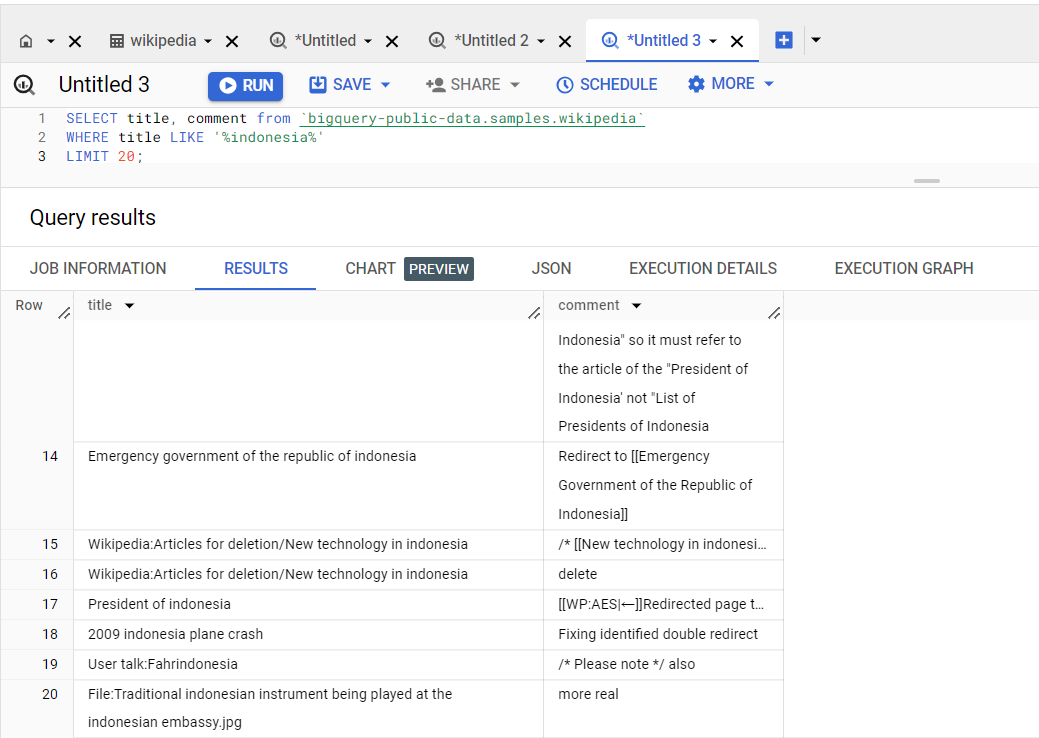 wikipedia *Untitled *Untitled 2 *Untitled 3
Untitled 3 RUN SAVE SHARE SCHEDULE MORE
1 SELECT title, comment from `bigquery-public-data.samples.wikipedia`
2 WHERE title LIKE '%indonesia%'
3 LIMIT 20;
Query results
JOB INFORMATION RESULTS CHART PREVIEW JSON EXECUTION DETAILS EXECUTION GRAPH
Row title comment
Indonesia" so it must refer to
the article of the "President of
Indonesia' not "List of
Presidents of Indonesia
14 Emergency government of the republic of indonesia Redirect to [[Emergency
Government of the Republic of
Indonesia]]
15 Wikipedia:Articles for deletion/New technology in indonesia /* [[New technology in indonesi...
16 Wikipedia:Articles for deletion/New technology in indonesia delete
17 President of indonesia [[WP:AES|←]]Redirected page t...
18 2009 indonesia plane crash Fixing identified double redirect
19 User talk:Fahrindonesia /* Please note */ also
20 File:Traditional indonesian instrument being played at the more real
indonesian embassy.jpg